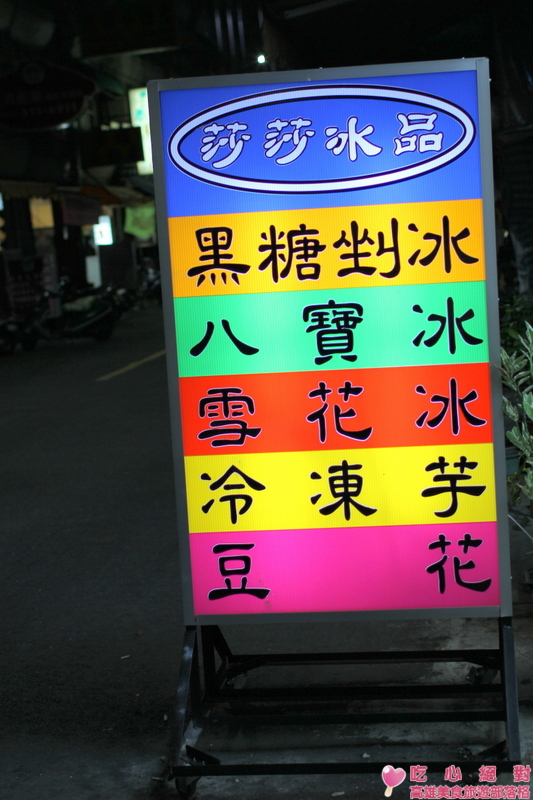 莎莎冰品
黑糖剉冰
八寶冰
雪花冰
冷凍芋
豆花
吃心絕對
高雄美食旅遊部落格